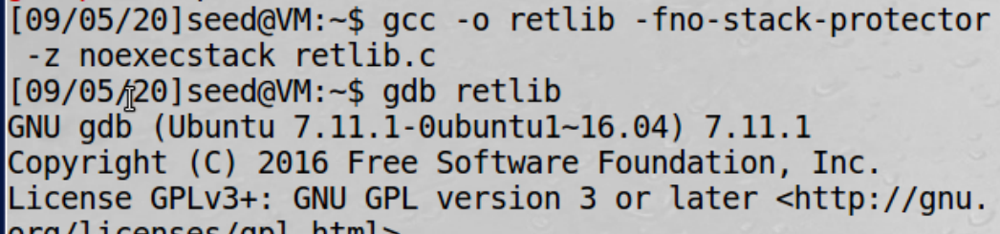 [09/05/20]seed@VM:~$ gcc -o retlib -fno-stack-protector
 -z noexecstack retlib.c
[09/05/20]seed@VM:~$ gdb retlib
GNU gdb (Ubuntu 7.11.1-0ubuntu1~16.04) 7.11.1
Copyright (C) 2016 Free Software Foundation, Inc.
License GPLv3+: GNU GPL version 3 or later <http://gnu.
org/licenses/gpl.html>